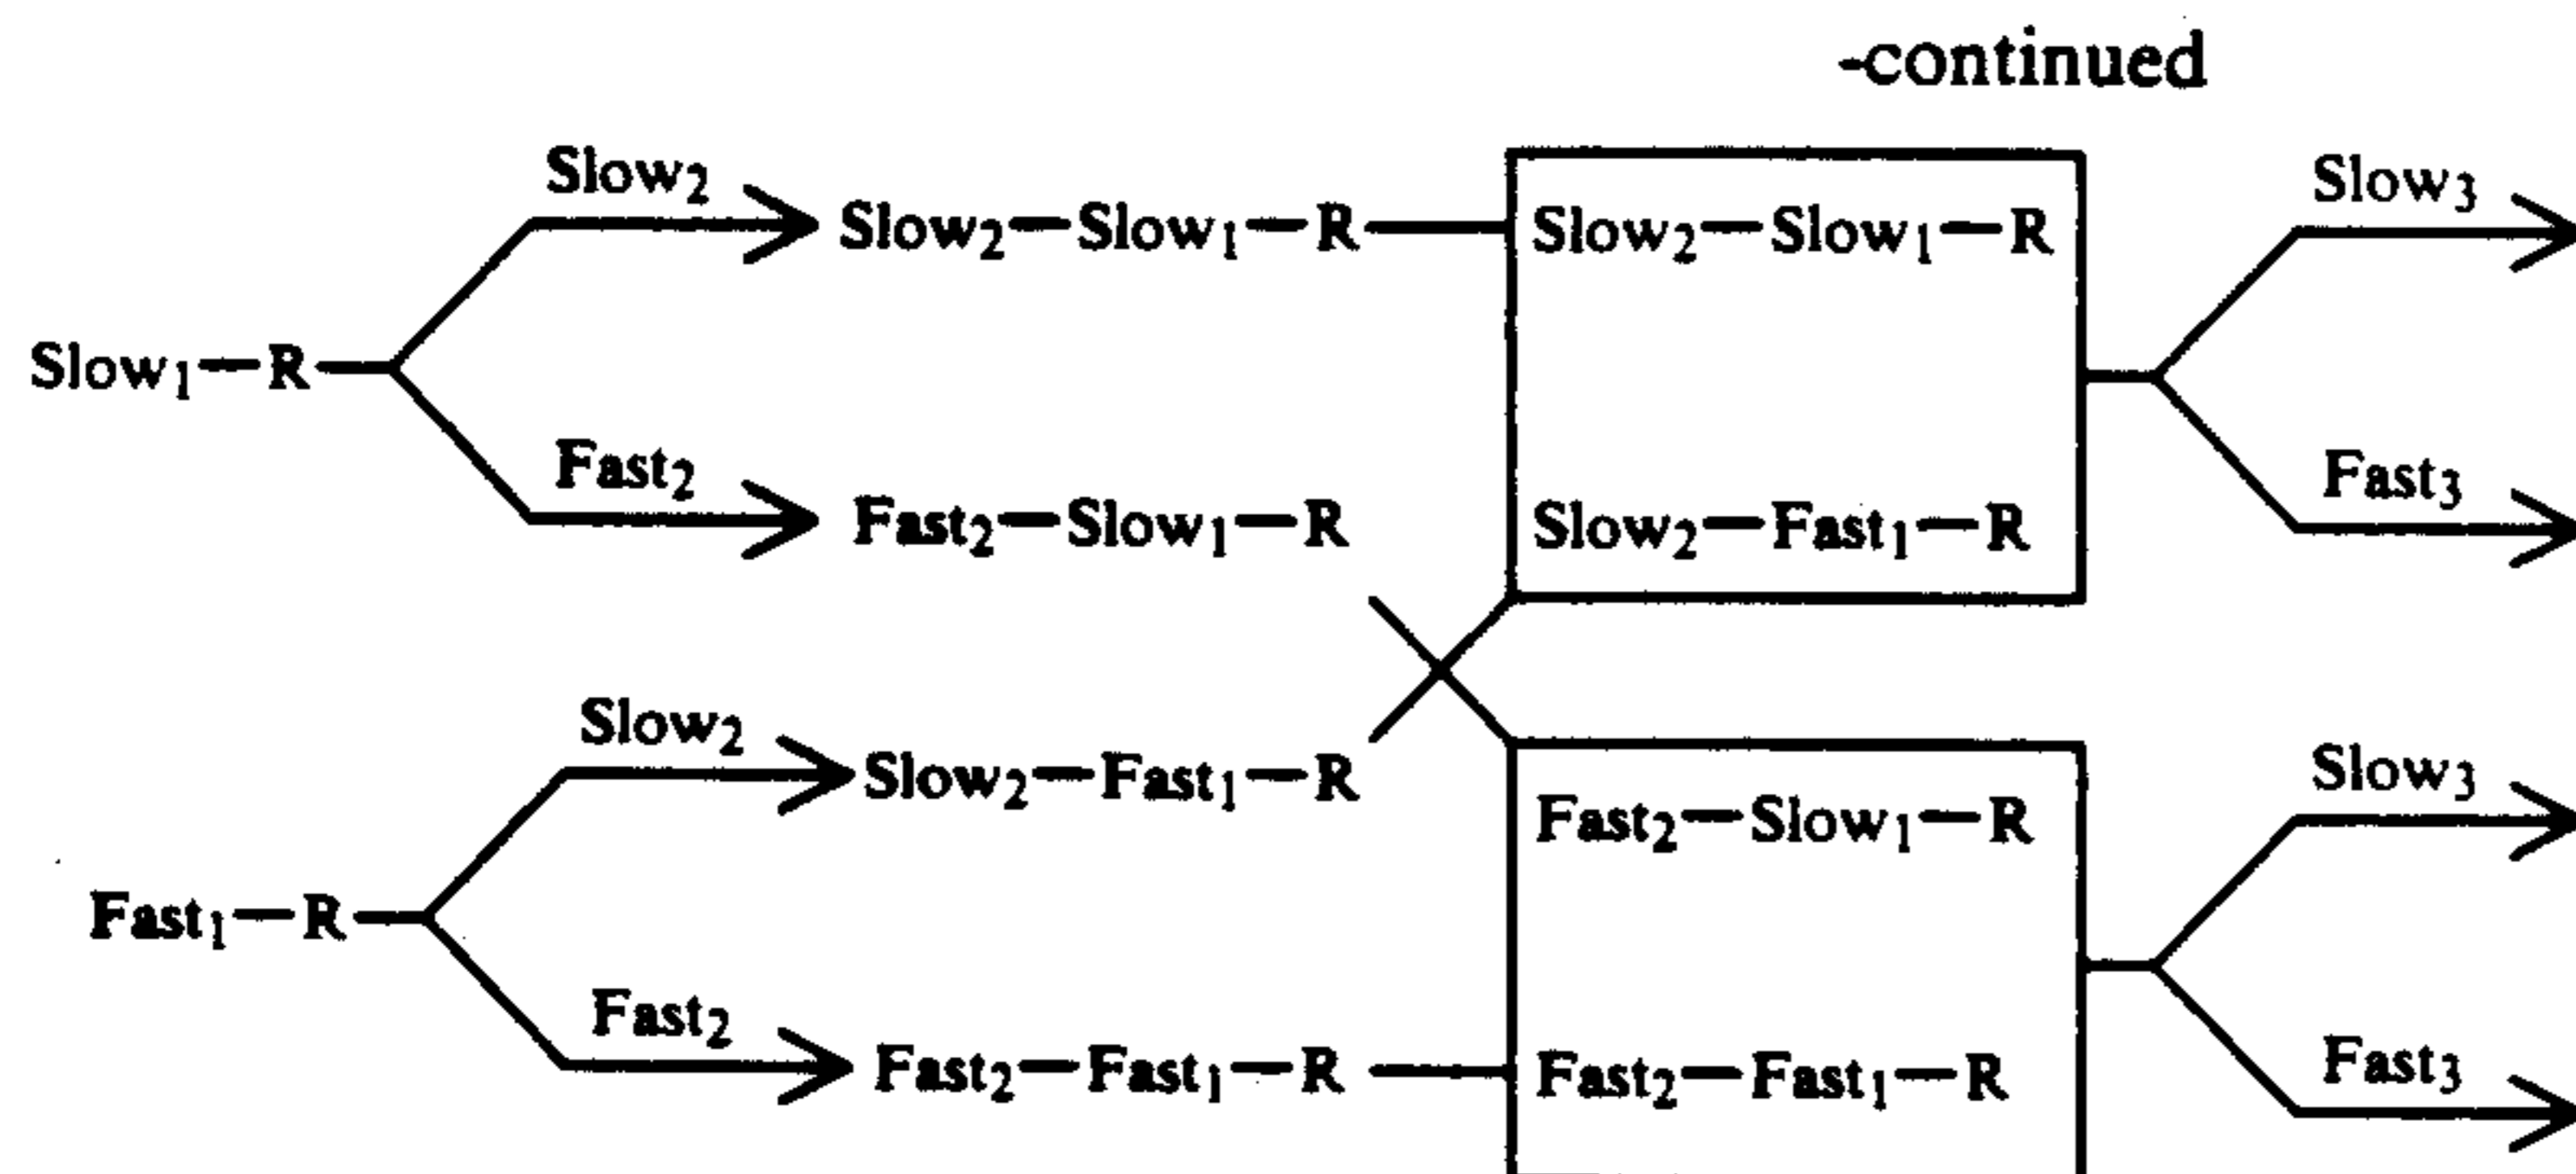 -continued
Slow₂ Slow₃
Slow₂—Slow₁—R Slow₂—Slow₁—R
Slow₁—R
Fast₂ Fast₃
Fast₂—Slow₁—R Slow₂—Fast₁—R
Slow₂ Slow₃
Slow₂—Fast₁—R Fast₂—Slow₁—R
Fast₁—R
Fast₂ Fast₃
Fast₂—Fast₁—R Fast₂—Fast₁—R